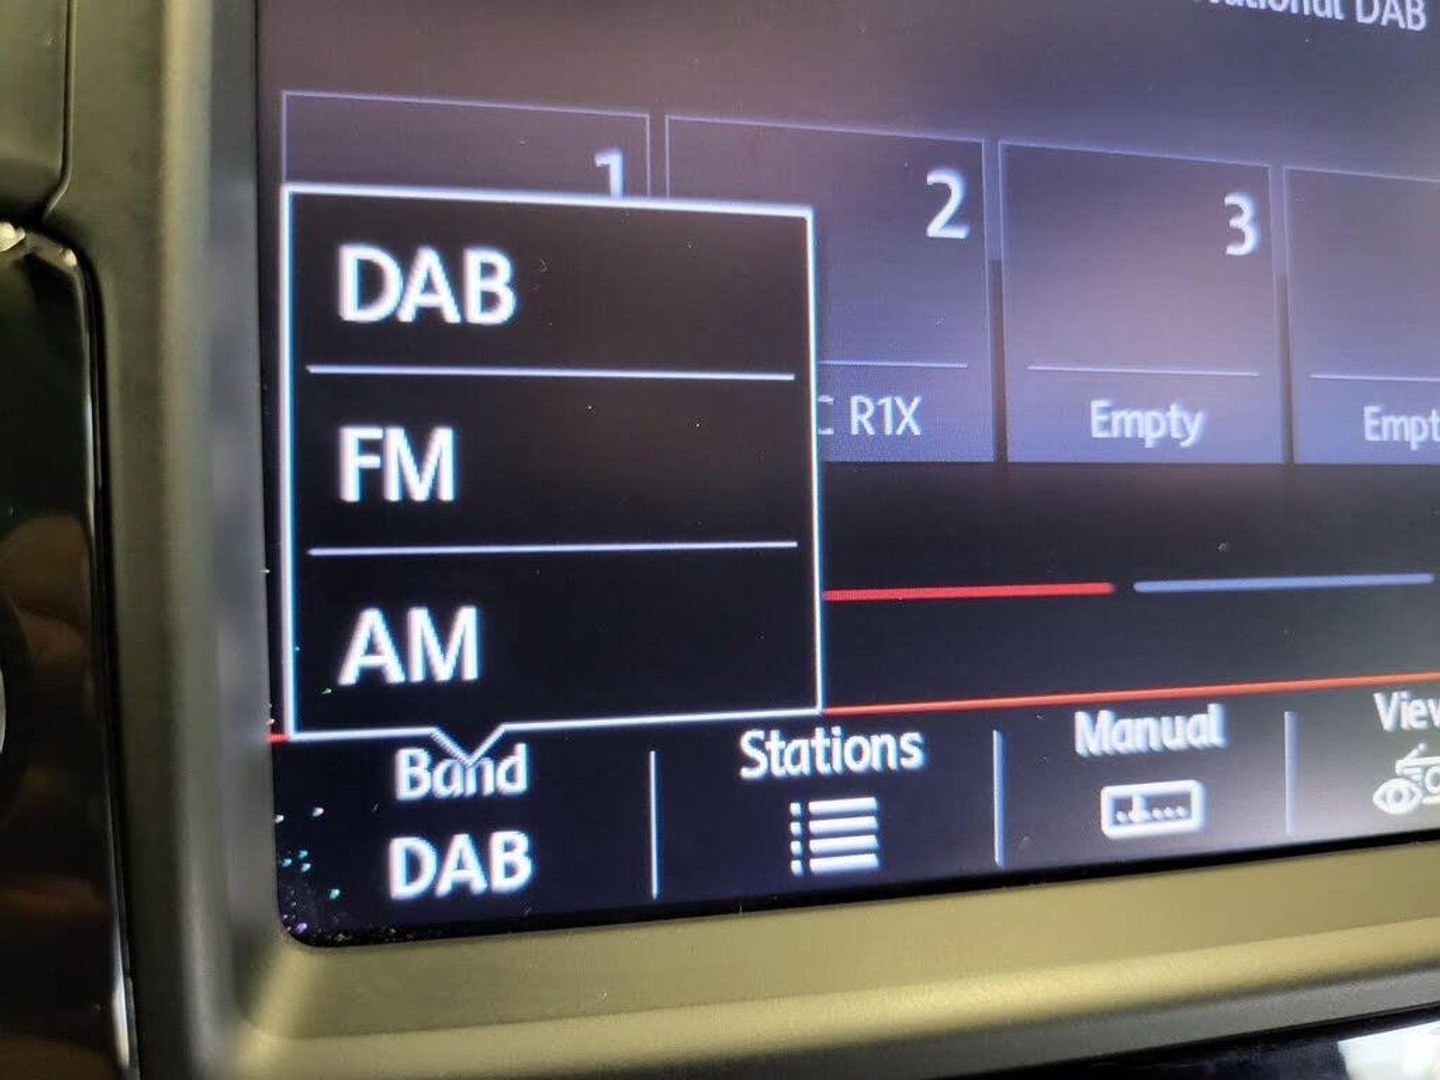 DAB
1
2
3
DAB
C R1X
Empty
FM
AM
Band
DAB
Stations
Manual